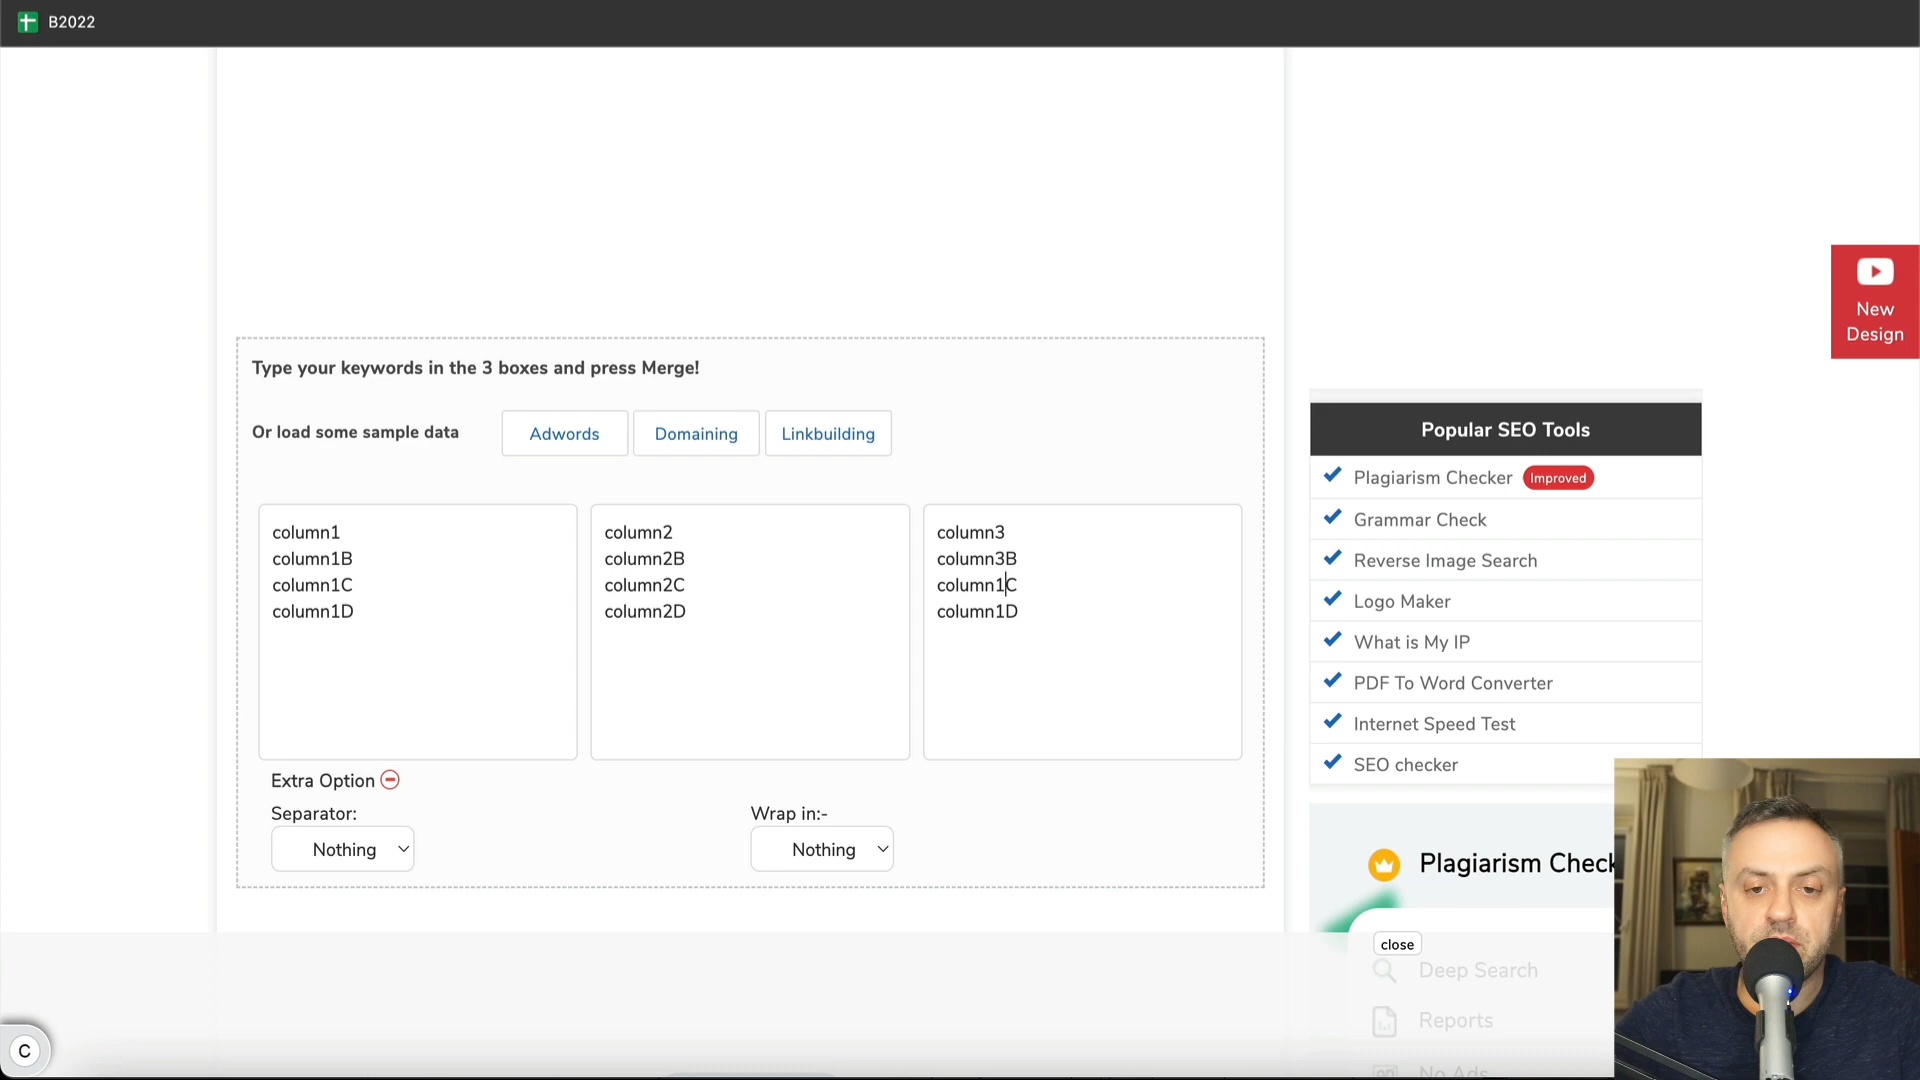 B2022
New
Design
Type your keywords in the 3 boxes and press Merge!
Or load some sample data
Adwords
Domaining
Linkbuilding
column1
column1B
column1C
column1D
column2
column2B
column2C
column2D
column3
column3B
column1C
column1D
Extra Option
Separator:
Nothing
Wrap in:-
Nothing
Popular SEO Tools
Plagiarism Checker Improved
Grammar Check
Reverse Image Search
Logo Maker
What is My IP
PDF To Word Converter
Internet Speed Test
SEO checker
Plagiarism Check
close
Deep Search
Reports
No Ads
C